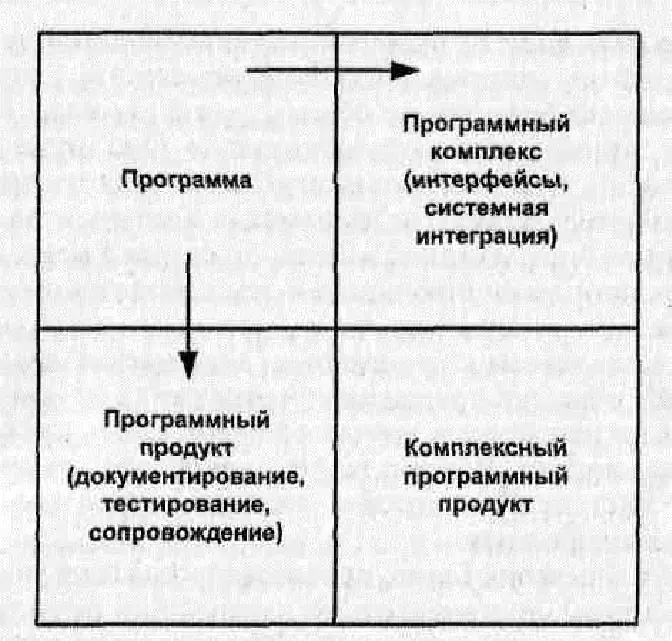 Программа
Программный
комплекс
(интерфейсы,
системная
интеграция)
Программный
продукт
(документирование,
тестирование,
сопровождение)
Комплексный
программный
продукт